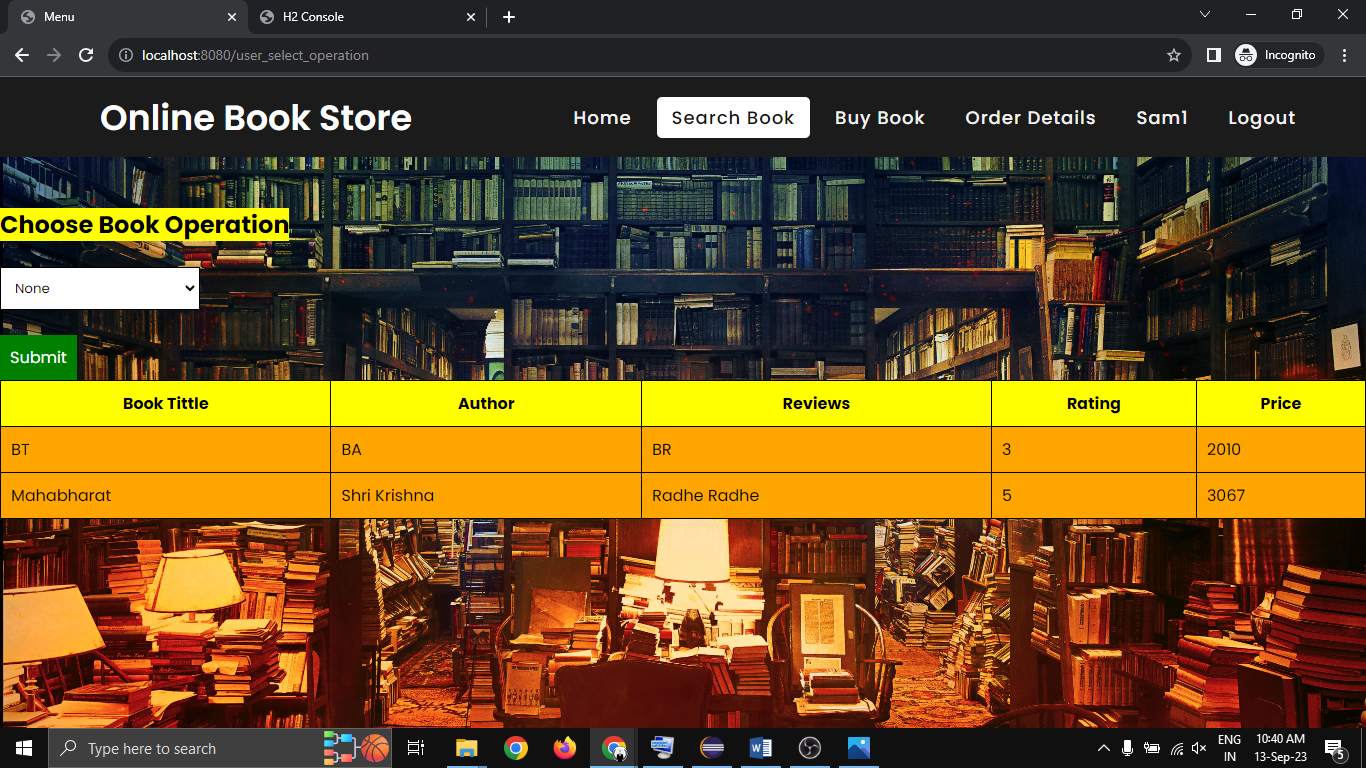 Menu
H2 Console
localhost:8080/user_select_operation
Incognito
Online Book Store
Home
Search Book
Buy Book
Order Details
Sam1
Logout
Choose Book Operation
None
Submit
Book Tittle Author Reviews Rating Price
BT BA BR 3 2010
Mahabharat Shri Krishna Radhe Radhe 5 3067
Type here to search
ENG
IN
10:40 AM
13-Sep-23
5